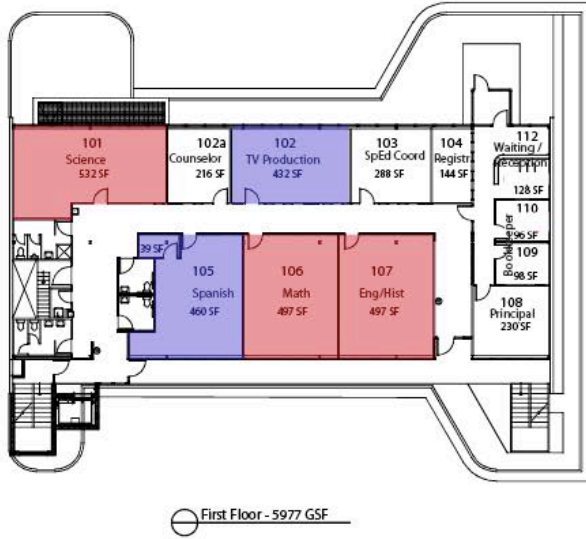 101
Science
532 SF
102a
Counselor
216 SF
102
TV Production
432 SF
103
SpEd Coord
288 SF
104
Registr
144 SF
112
Waiting /
Reception
111
128 SF
110
96 SF
Bookkeeper
109
98 SF
108
Principal
230 SF
39 SF
105
Spanish
460 SF
106
Math
497 SF
107
Eng/Hist
497 SF
First Floor - 5977 GSF